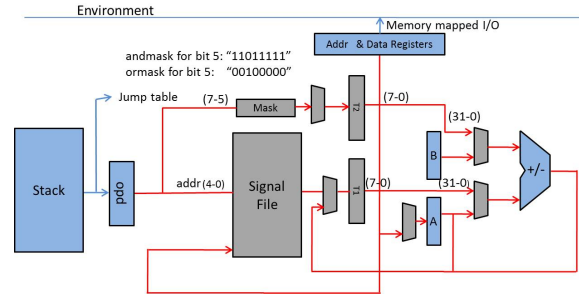 Environment
Memory mapped I/O
Addr & Data Registers
andmask for bit 5: “11011111”
ormask for bit 5: “00100000”
Jump table
(7-5)
Mask
T2
(7-0)
(31-0)
B
+/-
Stack
pdo
addr(4-0)
Signal
File
T1
(7-0)
(31-0)
A